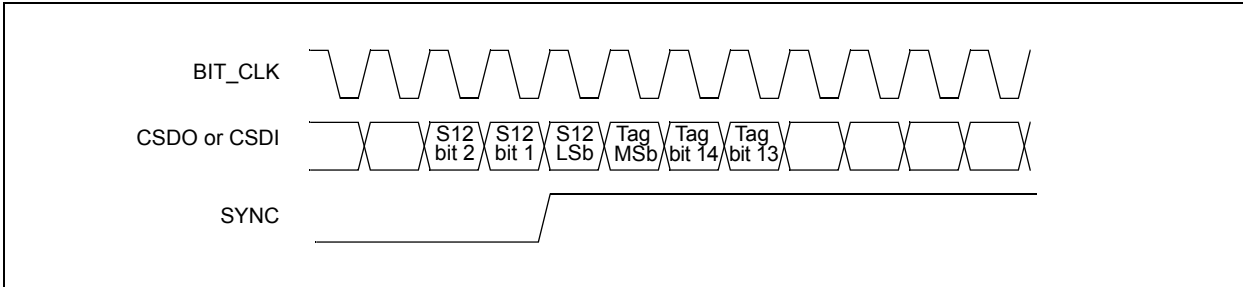 BIT_CLK
CSDO or CSDI
S12 bit 2
S12 bit 1
S12 LSb
Tag MSb
Tag bit 14
Tag bit 13
SYNC